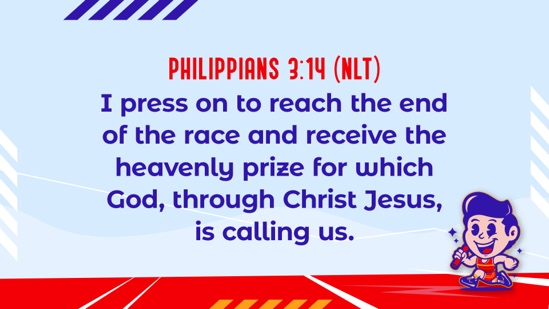 PHILIPPIANS 3:14 (NLT)
I press on to reach the end
of the race and receive the
heavenly prize for which
God, through Christ Jesus,
is calling us.